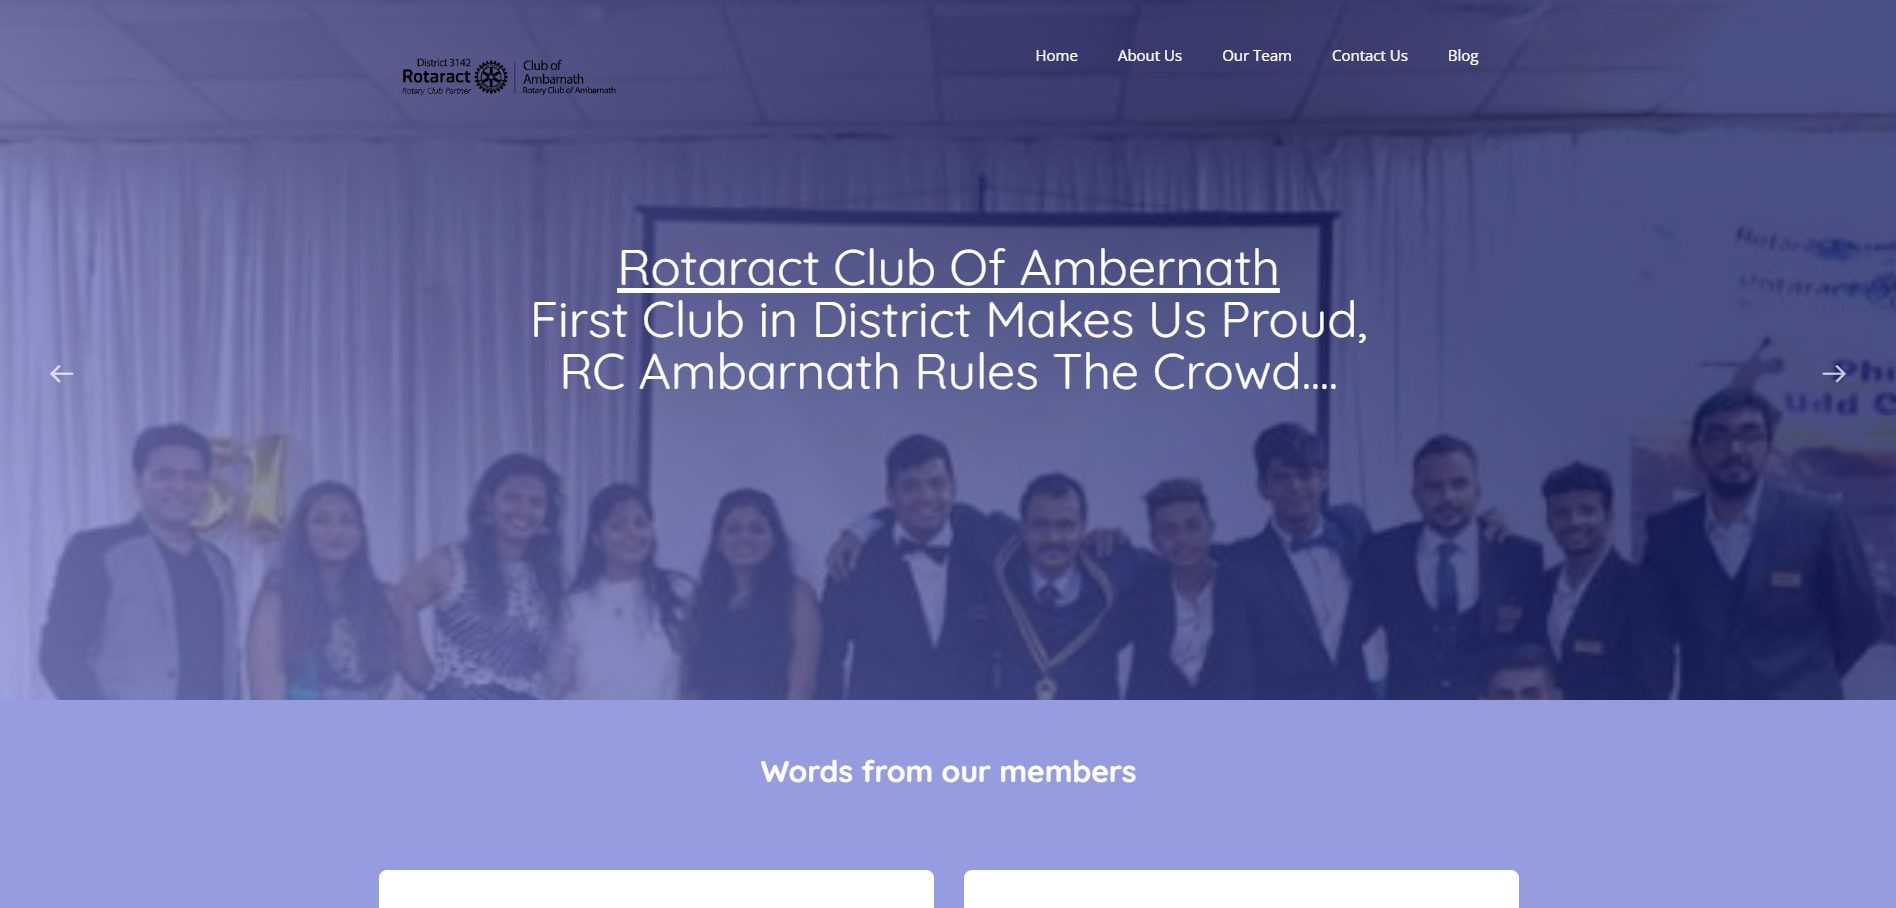 District 3142
Rotaract
Rotary Club Partner
Club of
Ambarnath
Rotary Club of Ambarnath
Home
About Us
Our Team
Contact Us
Blog
Rotaract Club Of Ambernath
First Club in District Makes Us Proud,
RC Ambarnath Rules The Crowd....
Words from our members